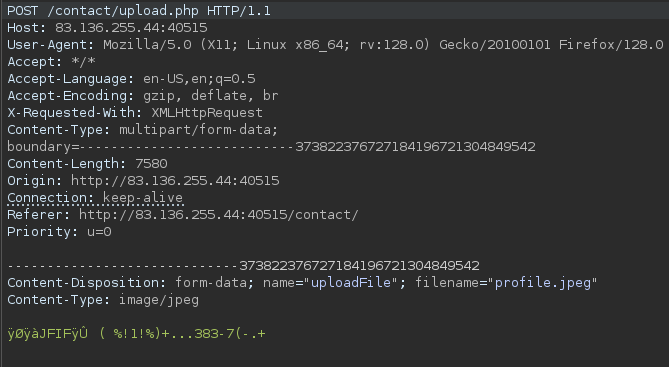 POST /contact/upload.php HTTP/1.1
Host: 83.136.255.44:40515
User-Agent: Mozilla/5.0 (X11; Linux x86_64; rv:128.0) Gecko/20100101 Firefox/128.0
Accept: */*
Accept-Language: en-US,en;q=0.5
Accept-Encoding: gzip, deflate, br
X-Requested-With: XMLHttpRequest
Content-Type: multipart/form-data;
boundary=---------------------------373822376727184196721304849542
Content-Length: 7580
Origin: http://83.136.255.44:40515
Connection: keep-alive
Referer: http://83.136.255.44:40515/contact/
Priority: u=0
-----------------------------373822376727184196721304849542
Content-Disposition: form-data; name="uploadFile"; filename="profile.jpeg"
Content-Type: image/jpeg
ÿØÿàJFIFÿÛ ( %!1!%)+...383-7(-.+